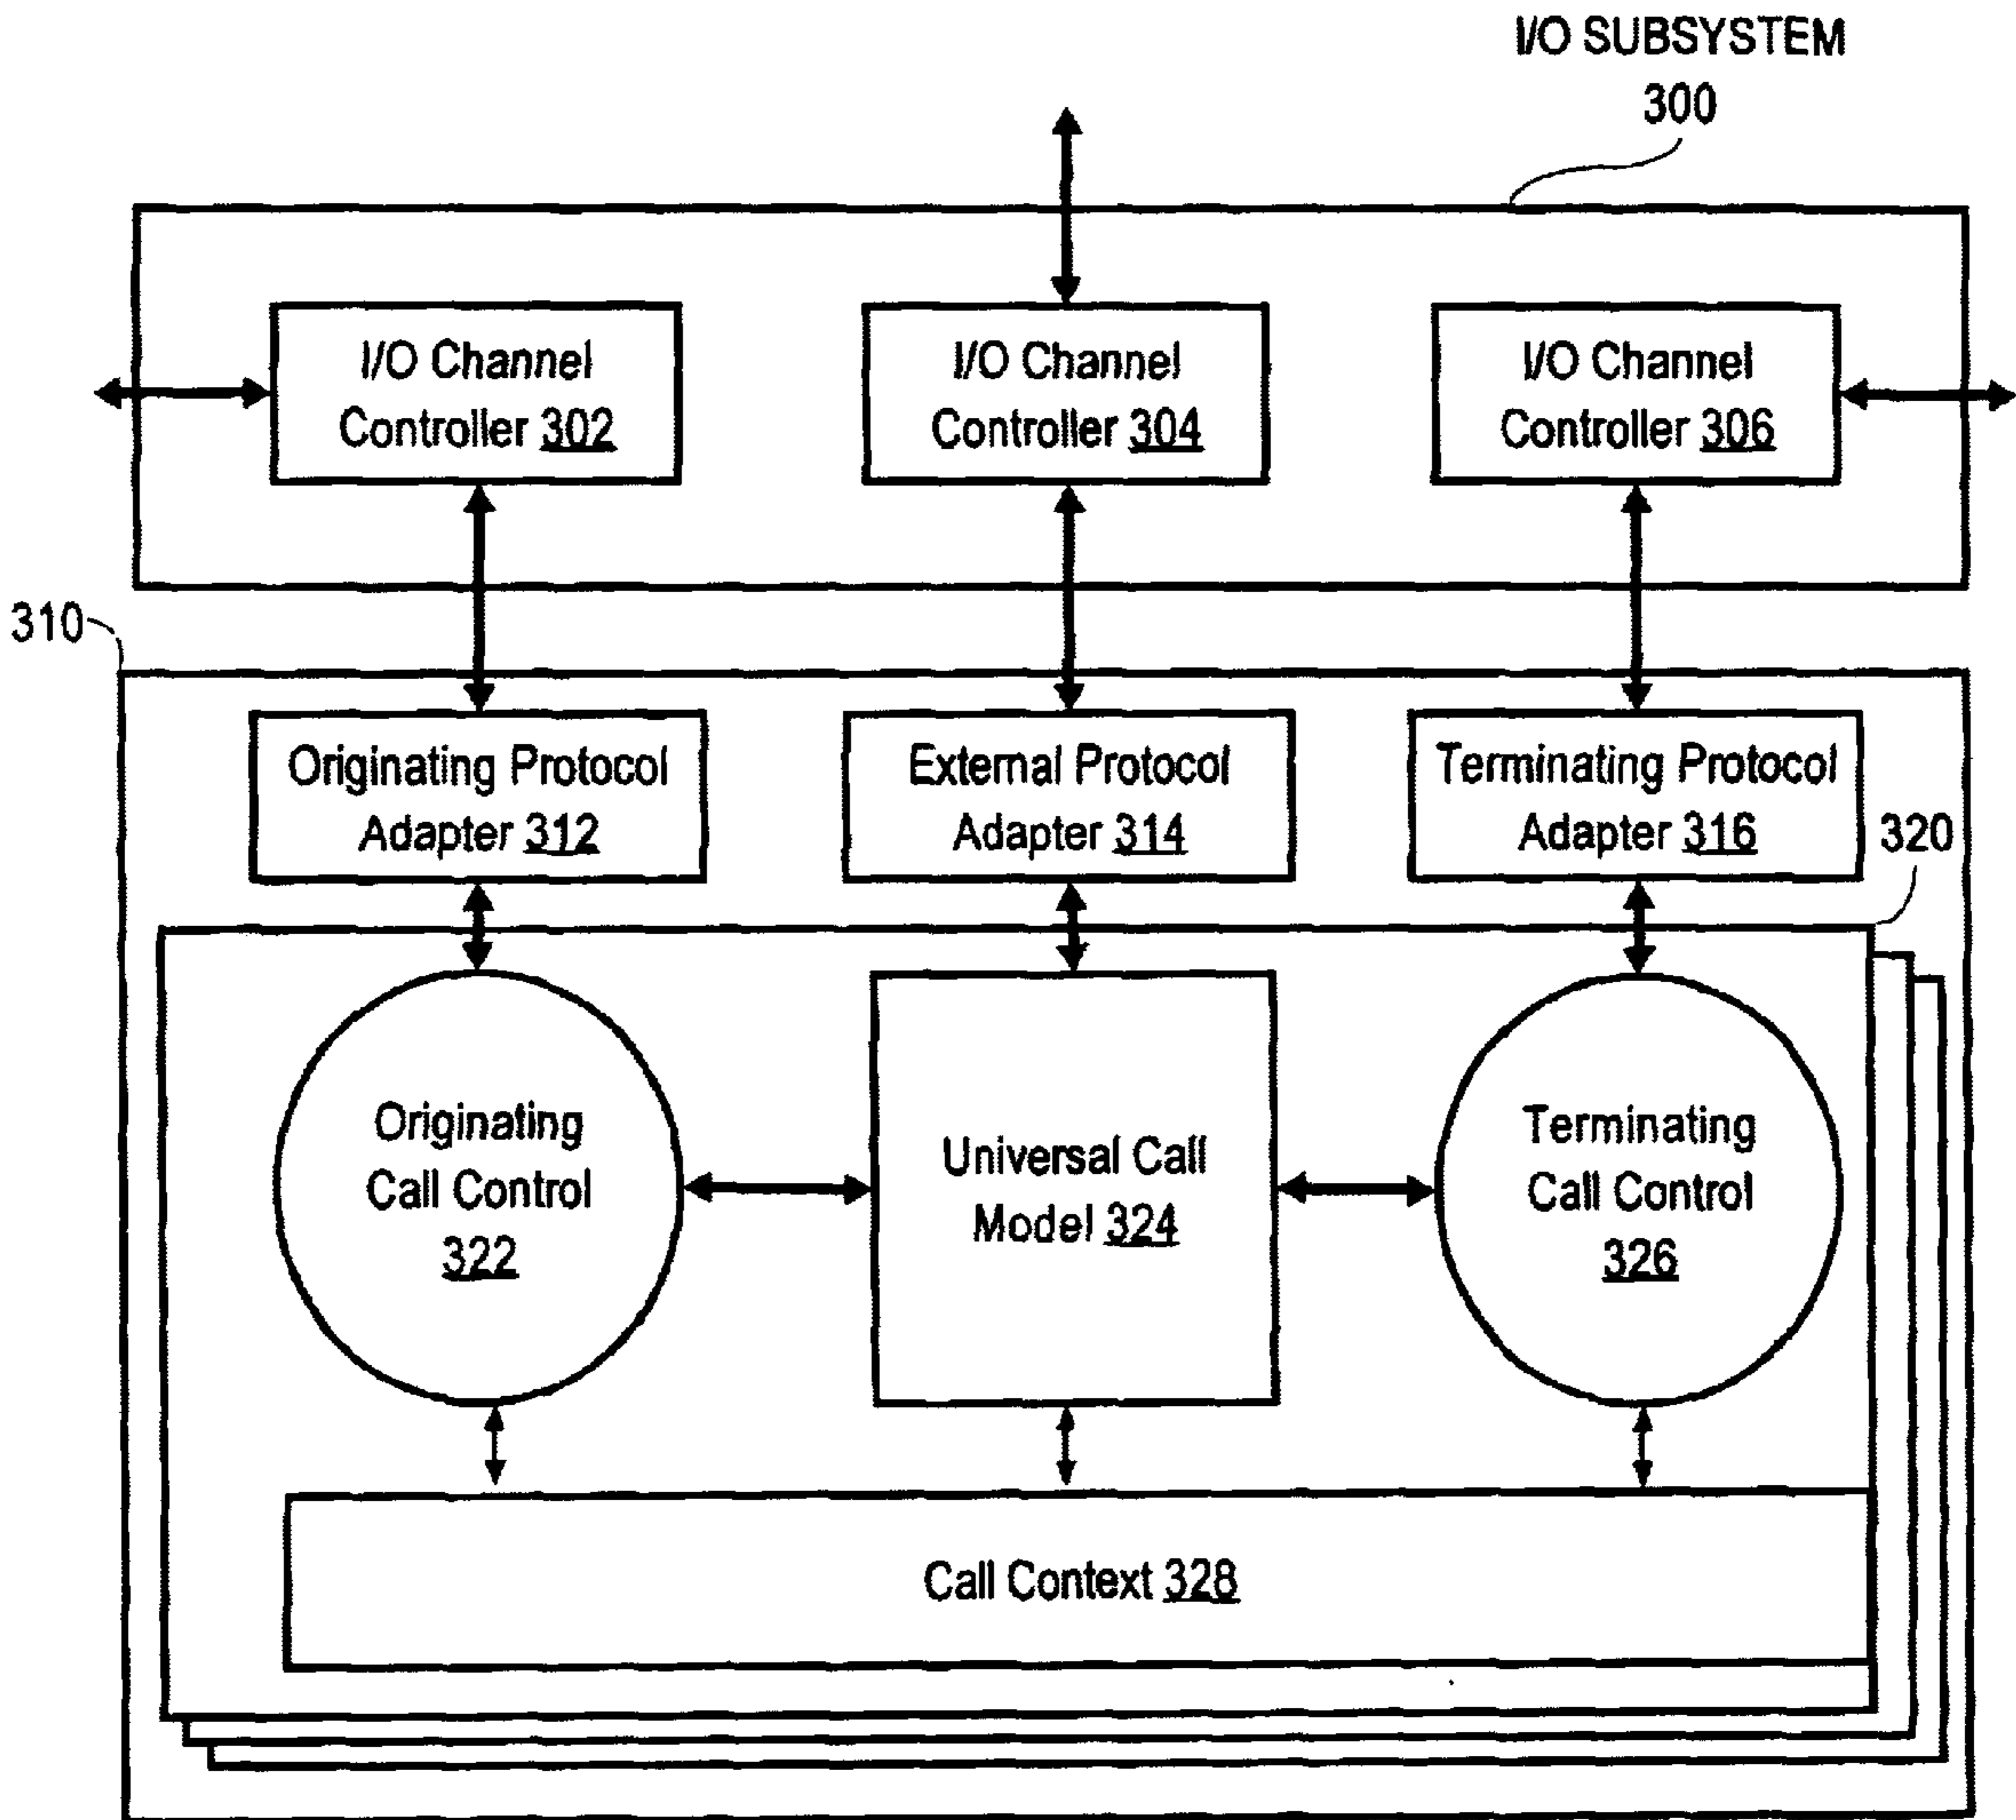 I/O SUBSYSTEM
300
I/O Channel
Controller 302
I/O Channel
Controller 304
I/O Channel
Controller 306
310
Originating Protocol
Adapter 312
External Protocol
Adapter 314
Terminating Protocol
Adapter 316
320
Originating
Call Control
322
Universal Call
Model 324
Terminating
Call Control
326
Call Context 328